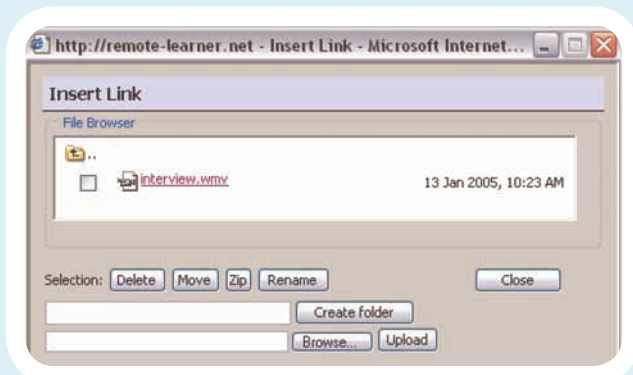 http://remote-learner.net - Insert Link - Microsoft Internet...
Insert Link
File Browser
..
interview.wmv 13 Jan 2005, 10:23 AM
Selection: Delete Move Zip Rename Close
Create folder
Browse... Upload